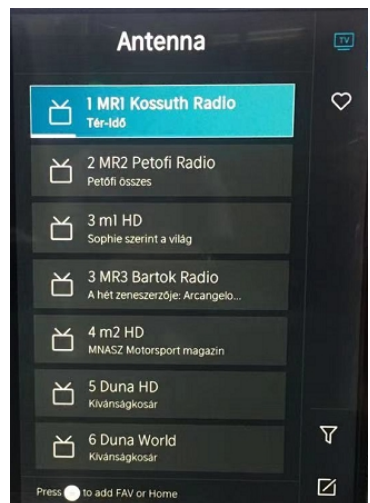 Antenna
TV
1 MR1 Kossuth Radio
Tér-idő
2 MR2 Petofi Radio
Petőfi összes
3 m1 HD
Sophie szerint a világ
3 MR3 Bartok Radio
A hét zeneszerzője: Arcangelo...
4 m2 HD
MNASZ Motorsport magazin
5 Duna HD
Kívánságkosár
6 Duna World
Kívánságkosár
Press to add FAV or Home